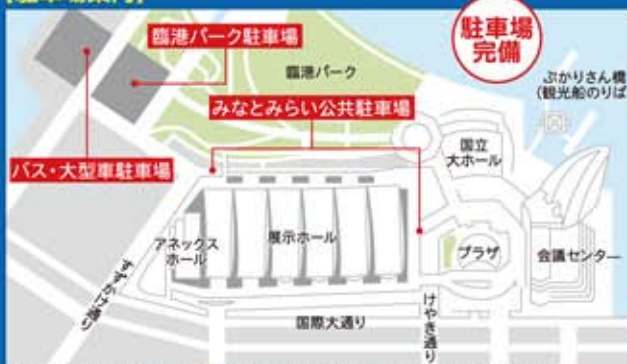 臨港パーク駐車場
駐車場
完備
臨港パーク
ぷかりさん橋
(観光船のりば
みなとみらい公共駐車場
国立
大ホール
バス・大型車駐車場
アネックス
ホール
展示ホール
プラザ
会議センター
すずかけ通り
国際大通り
けやき通り